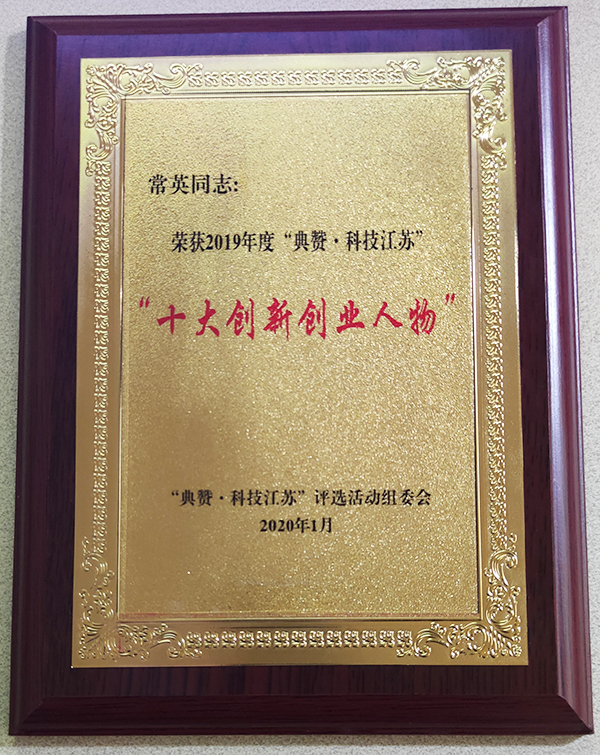 常英同志:
荣获2019年度“典赞·科技江苏”
“十大创新创业人物”
“典赞·科技江苏”评选活动组委会
2020年1月